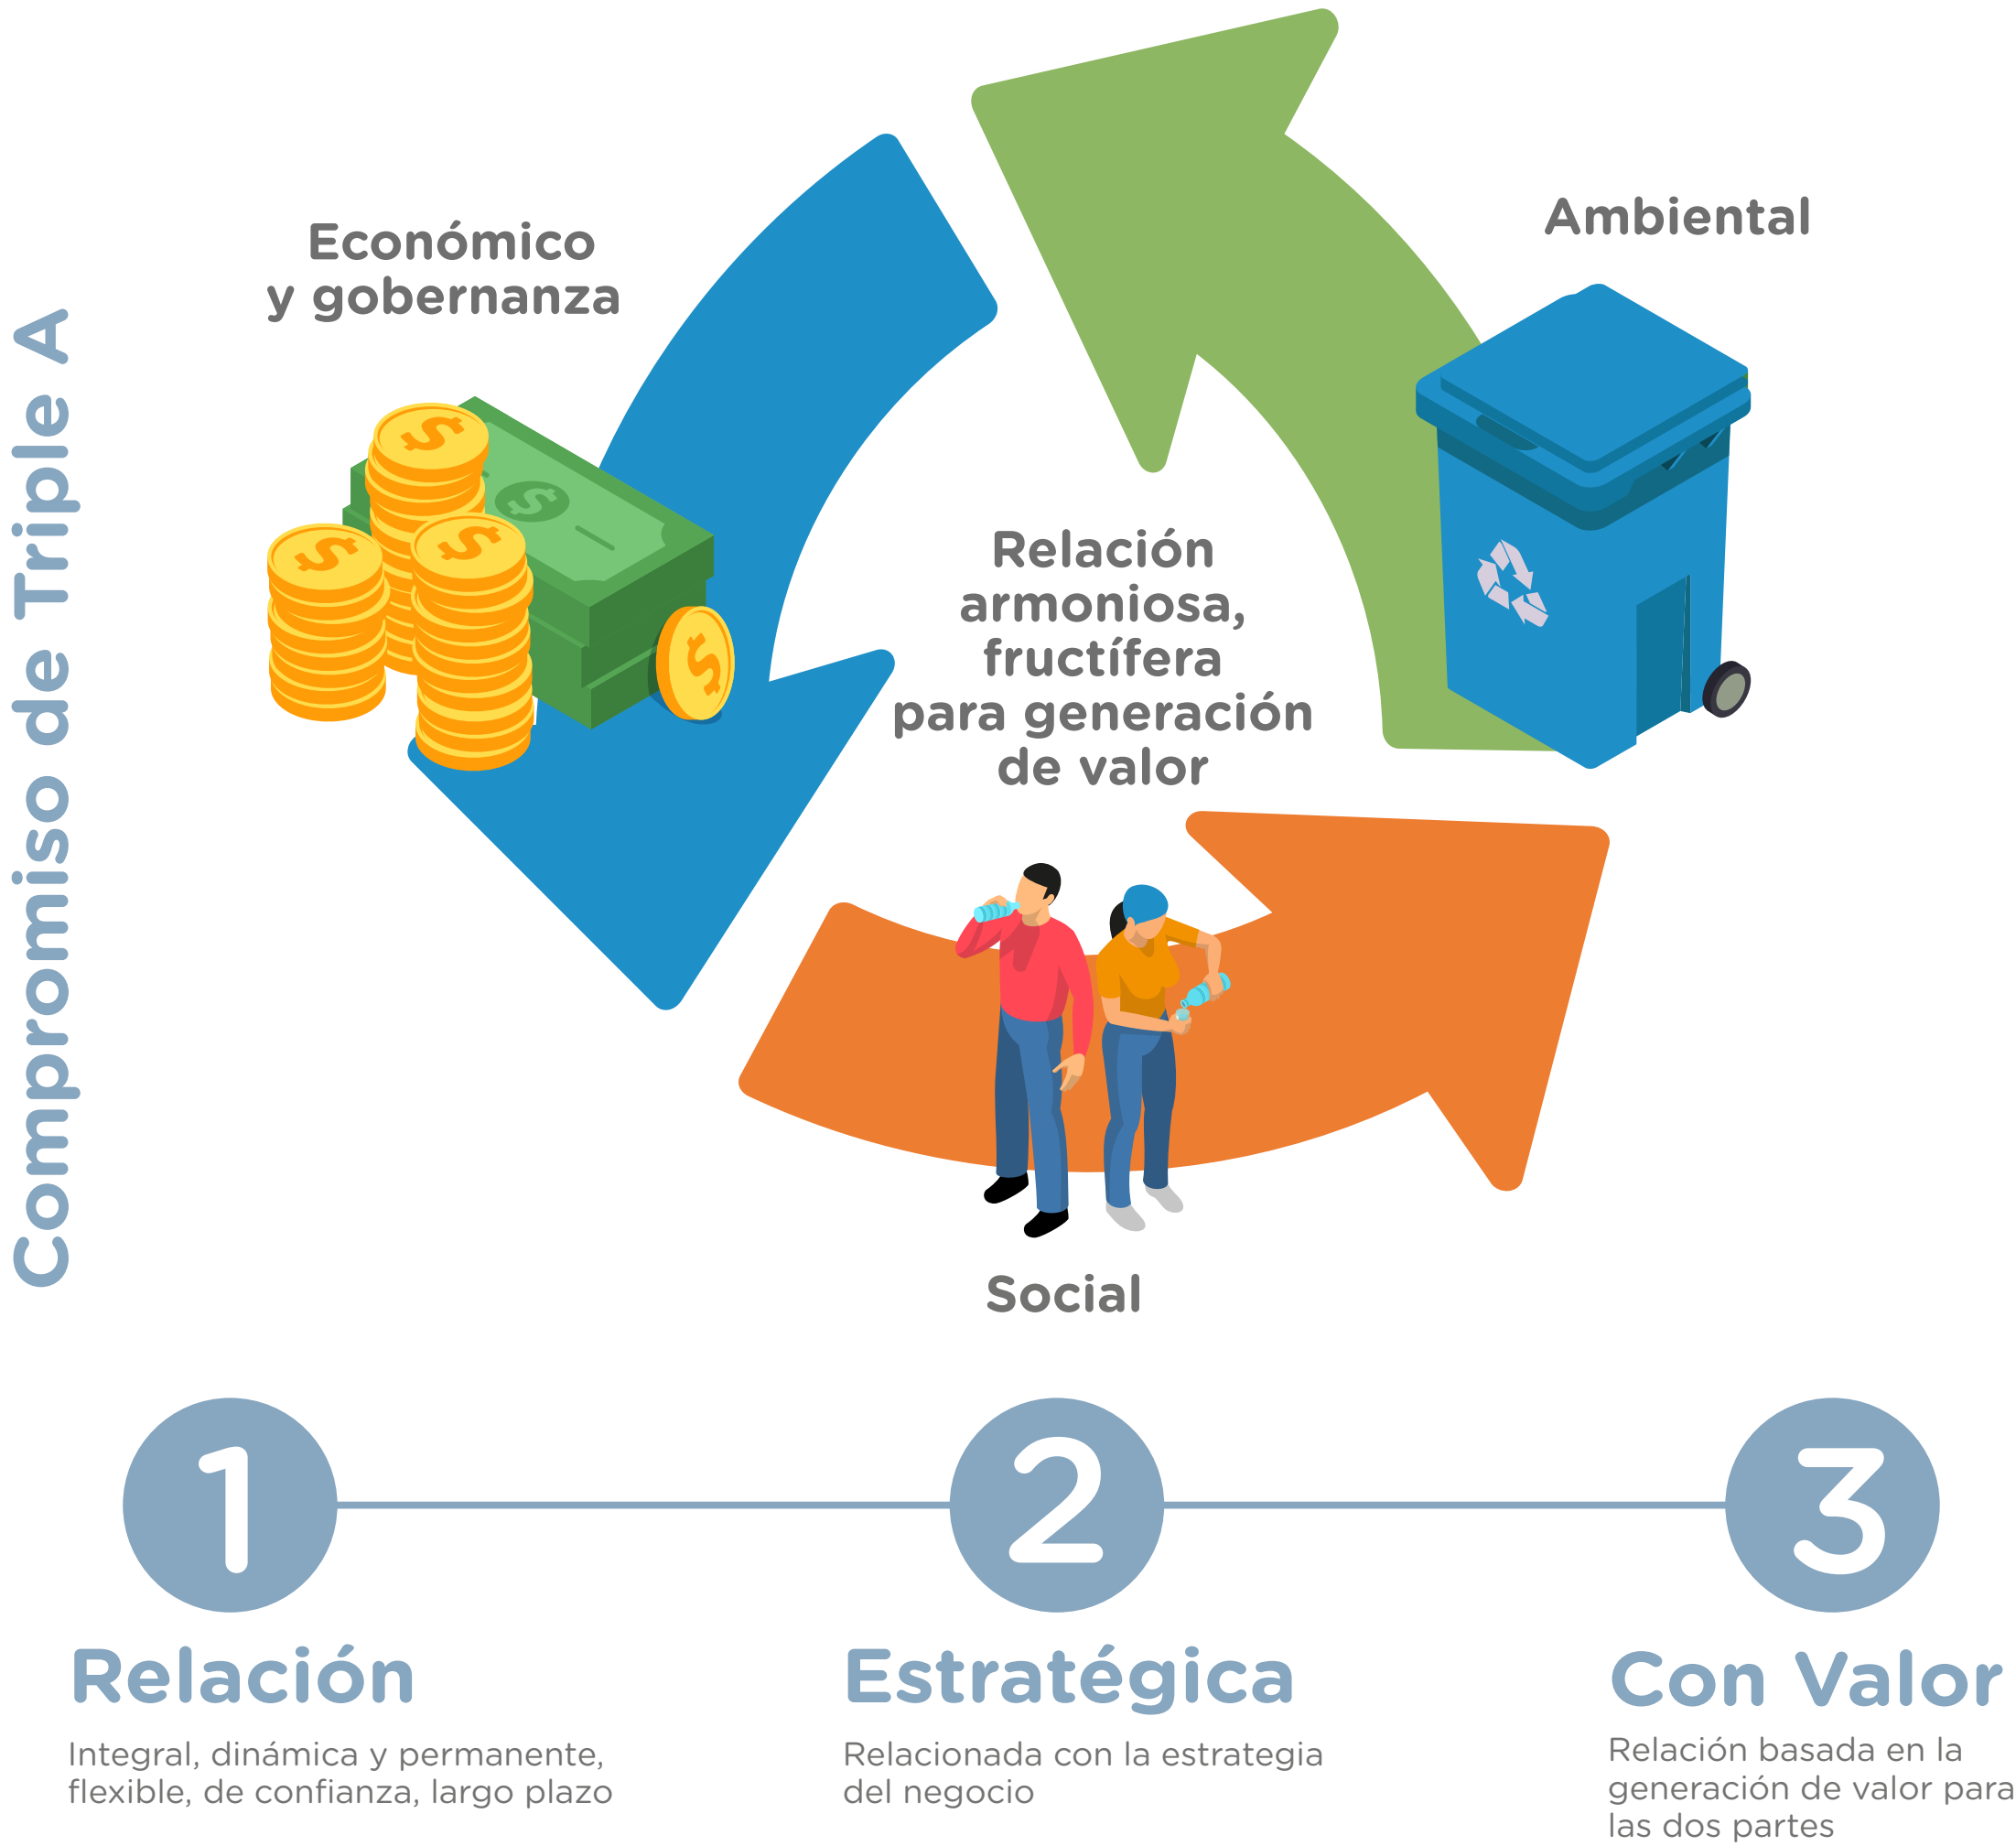 Compromiso de Triple A
Económico
y gobernanza
Ambiental
Relación
armoniosa,
fructífera
para generación
de valor
Social
1
Relación
Integral, dinámica y permanente,
flexible, de confianza, largo plazo
2
Estratégica
Relacionada con la estrategia
del negocio
3
Con Valor
Relación basada en la
generación de valor para
las dos partes